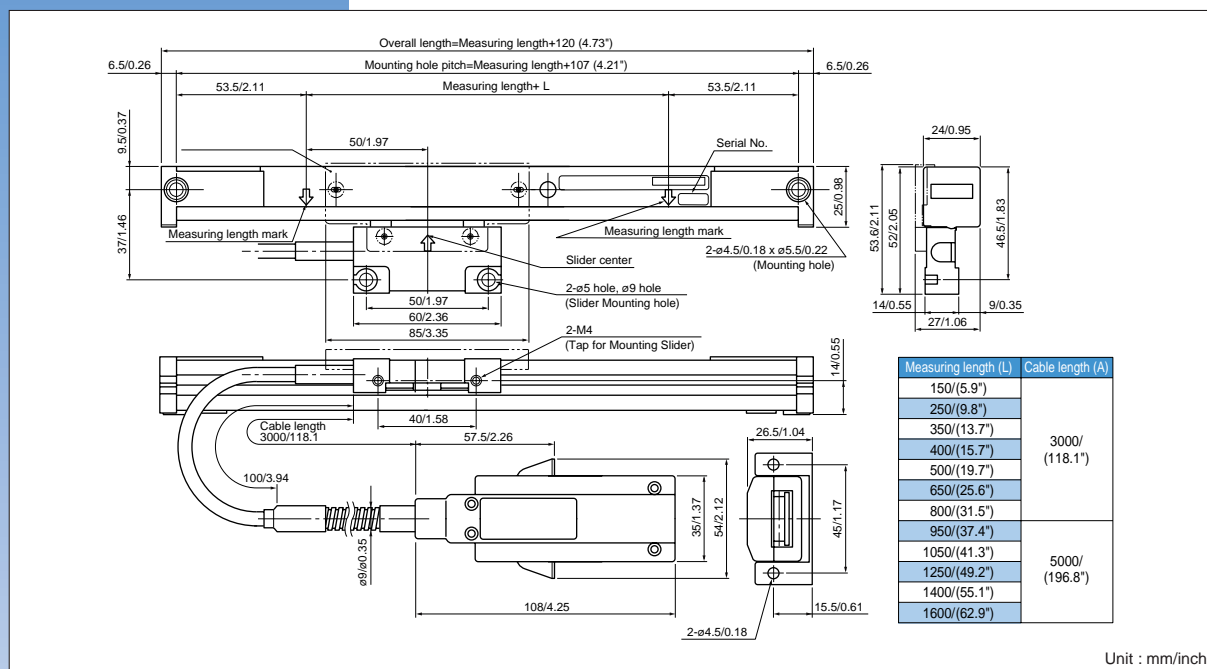 Overall length=Measuring length+120 (4.73")
6.5/0.26
Mounting hole pitch=Measuring length+107 (4.21")
6.5/0.26
53.5/2.11
Measuring length+ L
53.5/2.11
9.5/0.37
50/1.97
Serial No.
24/0.95
37/1.46
25/0.98
53.6/2.11
52/2.05
46.5/1.83
Measuring length mark
Measuring length mark
2-ø4.5/0.18 x ø5.5/0.22
(Mounting hole)
Slider center
2-ø5 hole, ø9 hole
(Slider Mounting hole)
50/1.97
60/2.36
85/3.35
14/0.55
9/0.35
27/1.06
2-M4
(Tap for Mounting Slider)
14/0.55
Cable length
3000/118.1
40/1.58
57.5/2.26
26.5/1.04
100/3.94
ø9/ø0.35
35/1.37
54/2.12
45/1.17
108/4.25
15.5/0.61
2-ø4.5/0.18
Measuring length (L) Cable length (A)
150/(5.9")
250/(9.8")
350/(13.7")
400/(15.7")
500/(19.7")
650/(25.6")
800/(31.5")
3000/
(118.1")
950/(37.4")
1050/(41.3")
1250/(49.2")
1400/(55.1")
1600/(62.9")
5000/
(196.8")
Unit : mm/inch